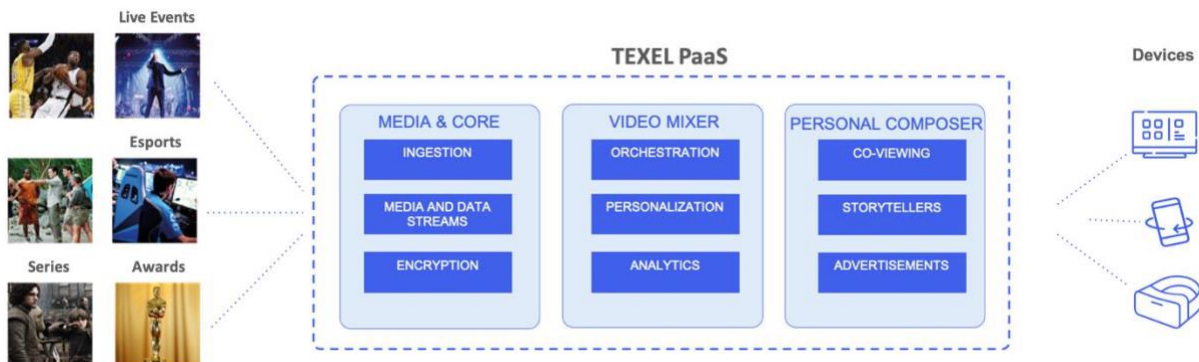 Live Events
Esports
Series
Awards
TEXEL PaaS
MEDIA & CORE
INGESTION
MEDIA AND DATA
STREAMS
ENCRYPTION
VIDEO MIXER
ORCHESTRATION
PERSONALIZATION
ANALYTICS
PERSONAL COMPOSER
CO-VIEWING
STORYTELLERS
ADVERTISEMENTS
Devices